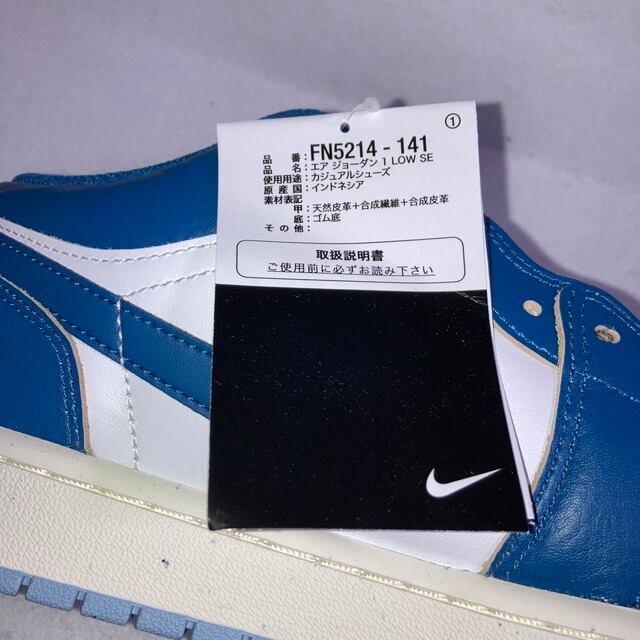 ①
品番:FN5214-141
品名:エア ジョーダン 1 LOW SE
使用用途:カジュアルシューズ
原産国:インドネシア
素材表記
甲:天然皮革+合成繊維+合成皮革
底:ゴム底
その他:
取扱説明書
ご使用前に必ずお読み下さい